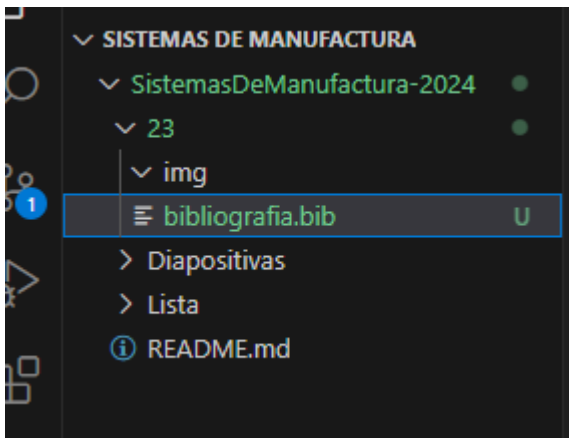 SISTEMAS DE MANUFACTURA
SistemasDeManufactura-2024
23
img
bibliografia.bib U
Diapositivas
Lista
README.md
1